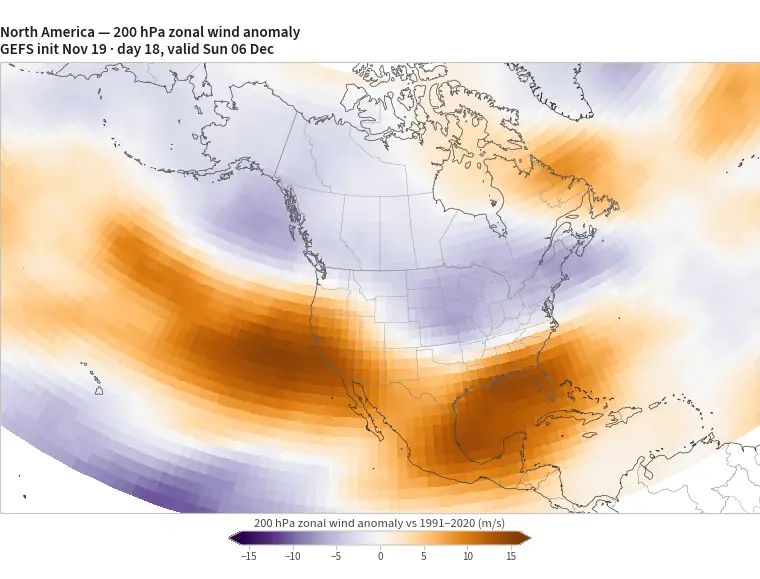 North America — 200 hPa zonal wind anomaly
GEFS init Nov 19 · day 18, valid Sun 06 Dec
200 hPa zonal wind anomaly vs 1991–2020 (m/s)
−15 −10 −5 0 5 10 15